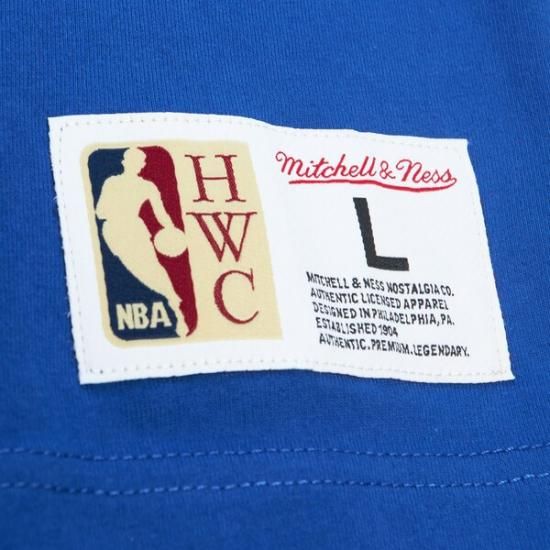 NBA
H
W
C
Mitchell & Ness
L
MITCHELL & NESS NOSTALGIA CO.
AUTHENTIC LICENSED APPAREL
DESIGNED IN PHILADELPHIA, PA.
ESTABLISHED 1904
AUTHENTIC. PREMIUM. LEGENDARY.